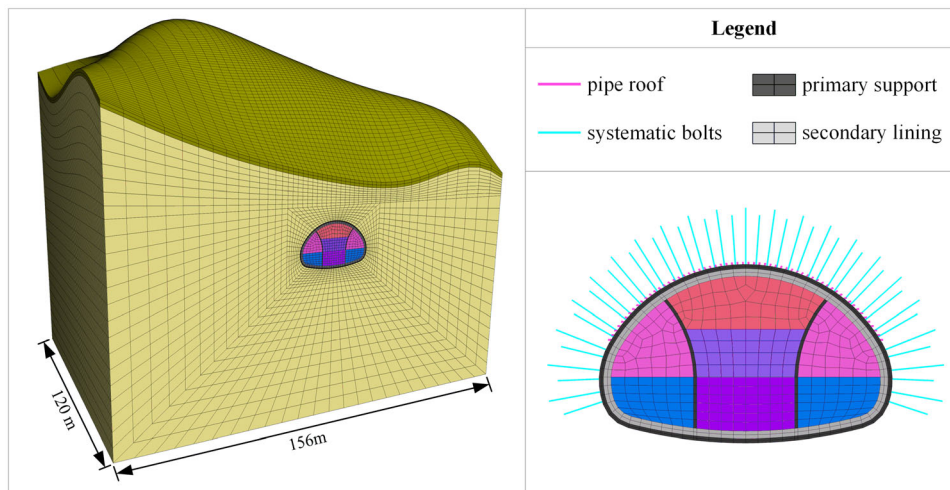 120 m
156m
Legend
pipe roof
primary support
systematic bolts
secondary lining